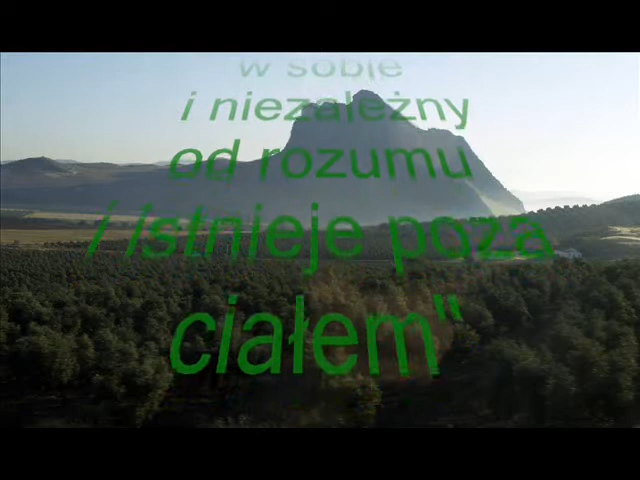 w sobie
i niezależny
od rozumu
i istnieje poza
ciałem"